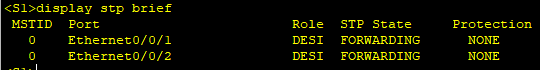 <S1>display stp brief
MSTID Port Role STP State Protection
0 Ethernet0/0/1 DESI FORWARDING NONE
0 Ethernet0/0/2 DESI FORWARDING NONE